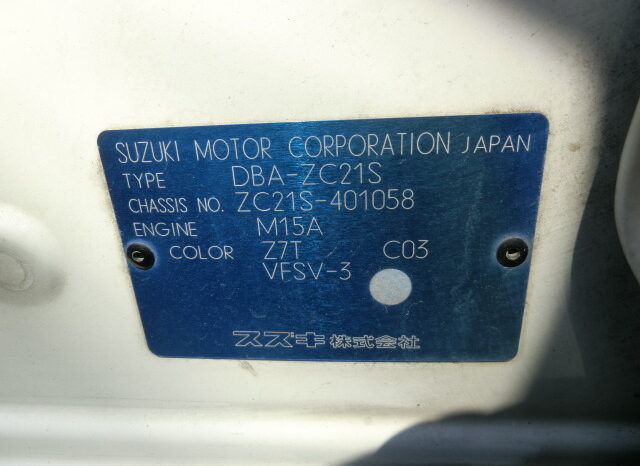 SUZUKI MOTOR CORPORATION JAPAN
TYPE DBA-ZC21S
CHASSIS NO. ZC21S-401058
ENGINE M15A
COLOR Z7T C03
VFSV-3
スズキ株式会社